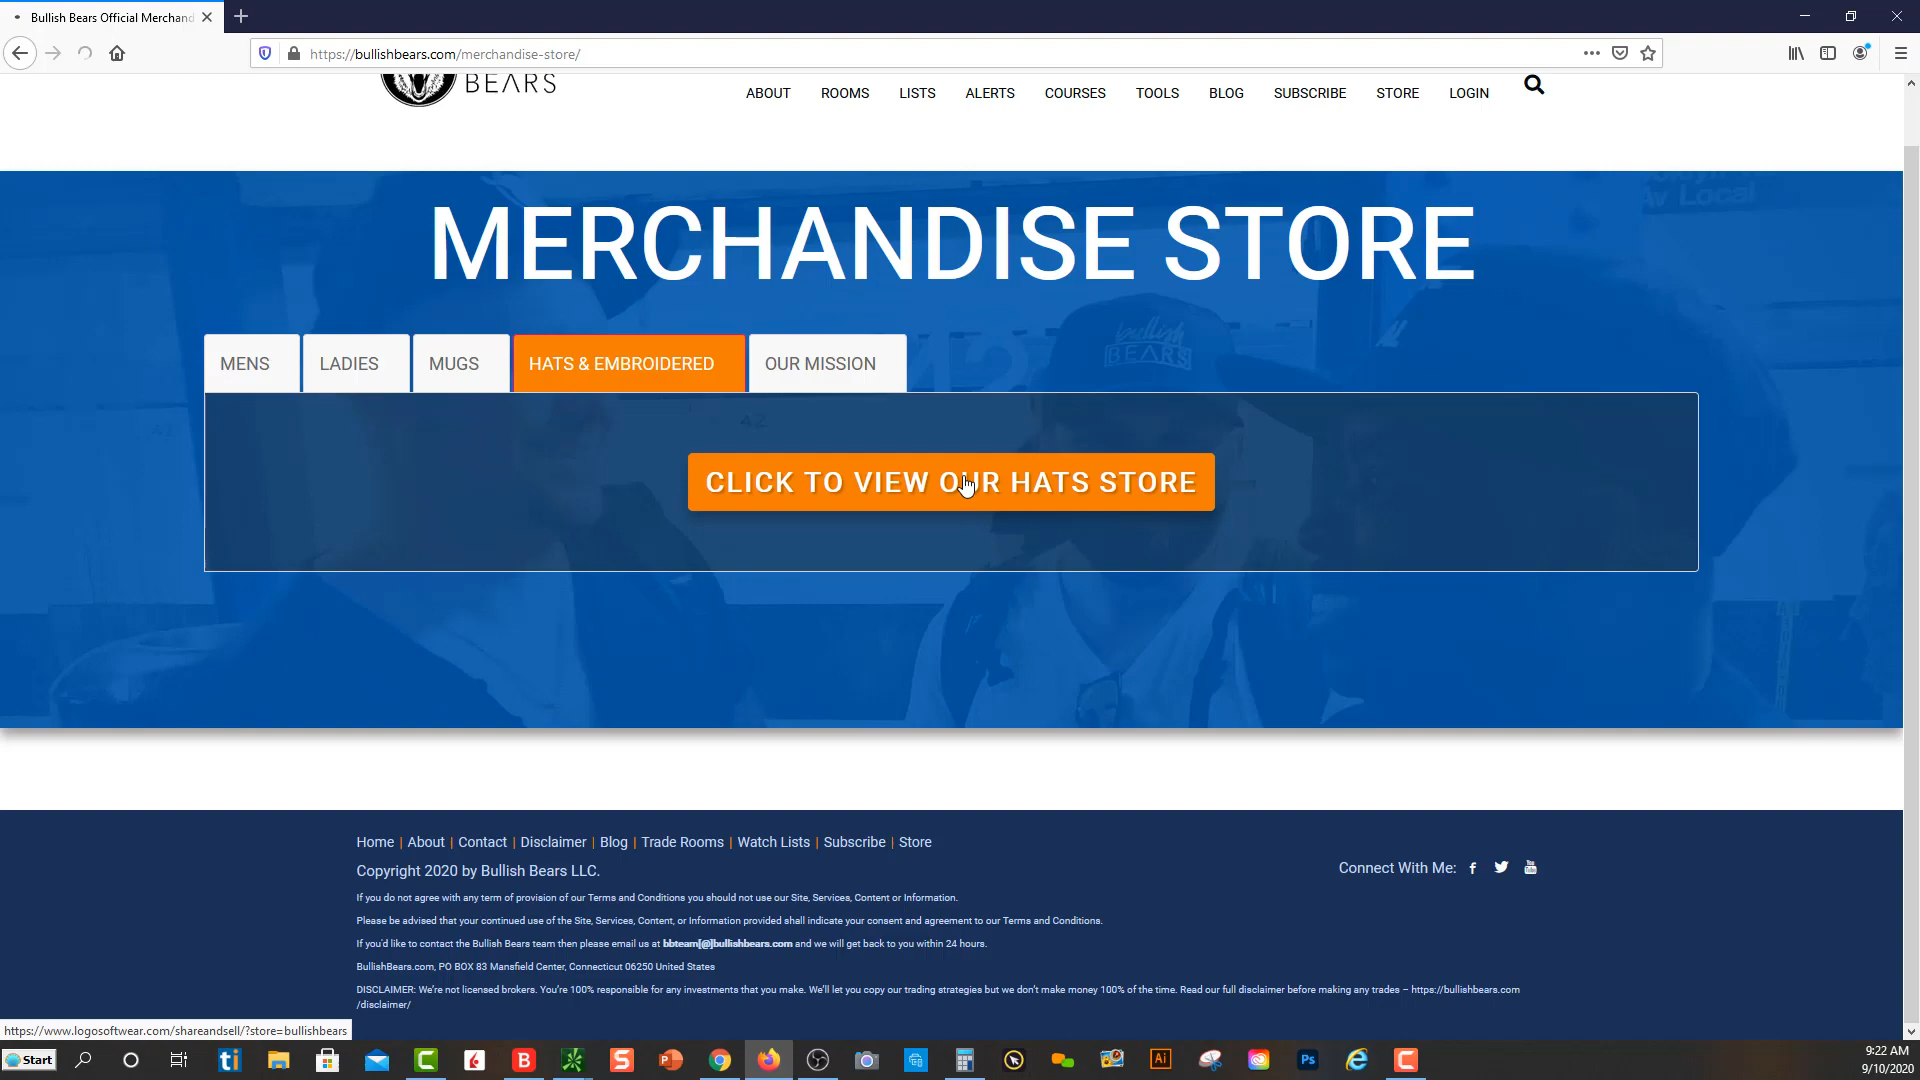 Bullish Bears Official Merchand
https://bullishbears.com/merchandise-store/
BEARS
ABOUT ROOMS LISTS ALERTS COURSES TOOLS BLOG SUBSCRIBE STORE LOGIN
MERCHANDISE STORE
bullish
BEARS
MENS LADIES MUGS HATS & EMBROIDERED OUR MISSION
CLICK TO VIEW OUR HATS STORE
Home | About | Contact | Disclaimer | Blog | Trade Rooms | Watch Lists | Subscribe | Store
Copyright 2020 by Bullish Bears LLC.
Connect With Me:
If you do not agree with any term of provision of our Terms and Conditions you should not use our Site, Services, Content or Information.
Please be advised that your continued use of the Site, Services, Content, or Information provided shall indicate your consent and agreement to our Terms and Conditions.
If you'd like to contact the Bullish Bears team then please email us at bbteam[@]bullishbears.com and we will get back to you within 24 hours.
BullishBears.com, PO BOX 83 Mansfield Center, Connecticut 06250 United States
DISCLAIMER: We're not licensed brokers. You're 100% responsible for any investments that you make. We'll let you copy our trading strategies but we don't make money 100% of the time. Read our full disclaimer before making any trades – https://bullishbears.com
/disclaimer/
https://www.logosoftwear.com/shareandsell/?store=bullishbears
Start
9:22 AM
9/10/2020